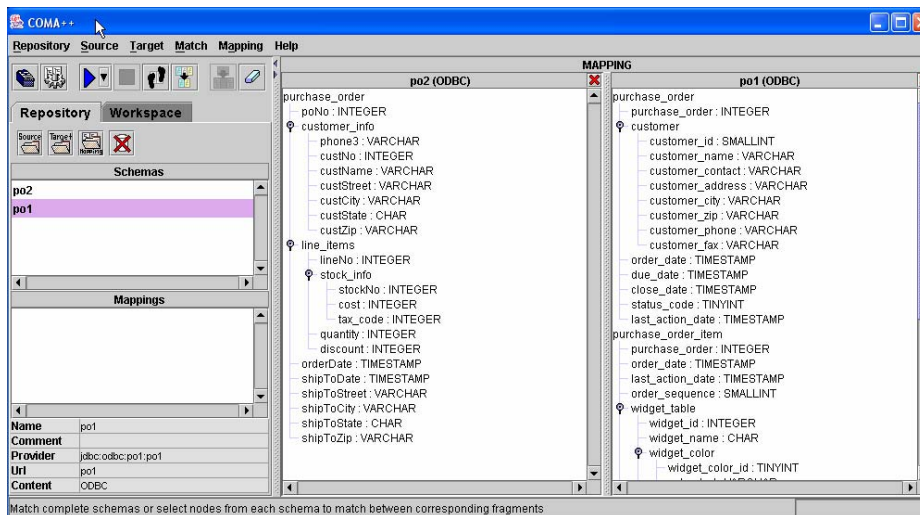 COMA++
Repository Source Target Match Mapping Help
Repository Workspace
Source Target Mapping
Schemas
po2
po1
Mappings
Name po1
Comment
Provider jdbc:odbc:po1:po1
Url po1
Content ODBC
MAPPING
po2 (ODBC)
purchase_order
poNo : INTEGER
customer_info
phone3 : VARCHAR
custNo : INTEGER
custName : VARCHAR
custStreet : VARCHAR
custCity : VARCHAR
custState : CHAR
custZip : VARCHAR
line_items
lineNo : INTEGER
stock_info
stockNo : INTEGER
cost : INTEGER
tax_code : INTEGER
quantity : INTEGER
discount : INTEGER
orderDate : TIMESTAMP
shipToDate : TIMESTAMP
shipToStreet : VARCHAR
shipToCity : VARCHAR
shipToState : CHAR
shipToZip : VARCHAR
po1 (ODBC)
purchase_order
purchase_order : INTEGER
customer
customer_id : SMALLINT
customer_name : VARCHAR
customer_contact : VARCHAR
customer_address : VARCHAR
customer_city : VARCHAR
customer_zip : VARCHAR
customer_phone : VARCHAR
customer_fax : VARCHAR
order_date : TIMESTAMP
due_date : TIMESTAMP
close_date : TIMESTAMP
status_code : TINYINT
last_action_date : TIMESTAMP
purchase_order_item
purchase_order : INTEGER
order_date : TIMESTAMP
last_action_date : TIMESTAMP
order_sequence : SMALLINT
widget_table
widget_id : INTEGER
widget_name : CHAR
widget_color
widget_color_id : TINYINT
Match complete schemas or select nodes from each schema to match between corresponding fragments